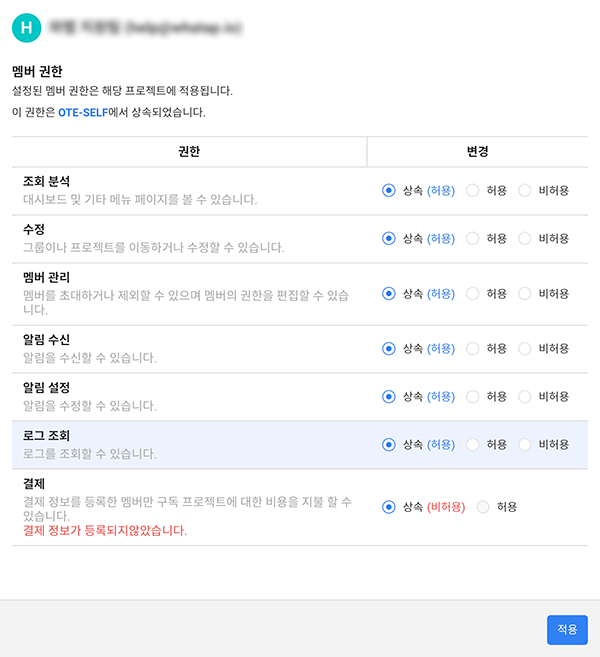 H
멤버 권한
설정된 멤버 권한은 해당 프로젝트에 적용됩니다.
이 권한은 OTE-SELF에서 상속되었습니다.
권한 변경
조회 분석
대시보드 및 기타 메뉴 페이지를 볼 수 있습니다.
상속 (허용) 허용 비허용
수정
그룹이나 프로젝트를 이동하거나 수정할 수 있습니다.
상속 (허용) 허용 비허용
멤버 관리
멤버를 초대하거나 제외할 수 있으며 멤버의 권한을 편집할 수 있습
니다.
상속 (허용) 허용 비허용
알림 수신
알림을 수신할 수 있습니다.
상속 (허용) 허용 비허용
알림 설정
알림을 수정할 수 있습니다.
상속 (허용) 허용 비허용
로그 조회
로그를 조회할 수 있습니다.
상속 (허용) 허용 비허용
결제
결제 정보를 등록한 멤버만 구독 프로젝트에 대한 비용을 지불 할 수
있습니다.
결제 정보가 등록되지않았습니다.
상속 (비허용) 허용
적용